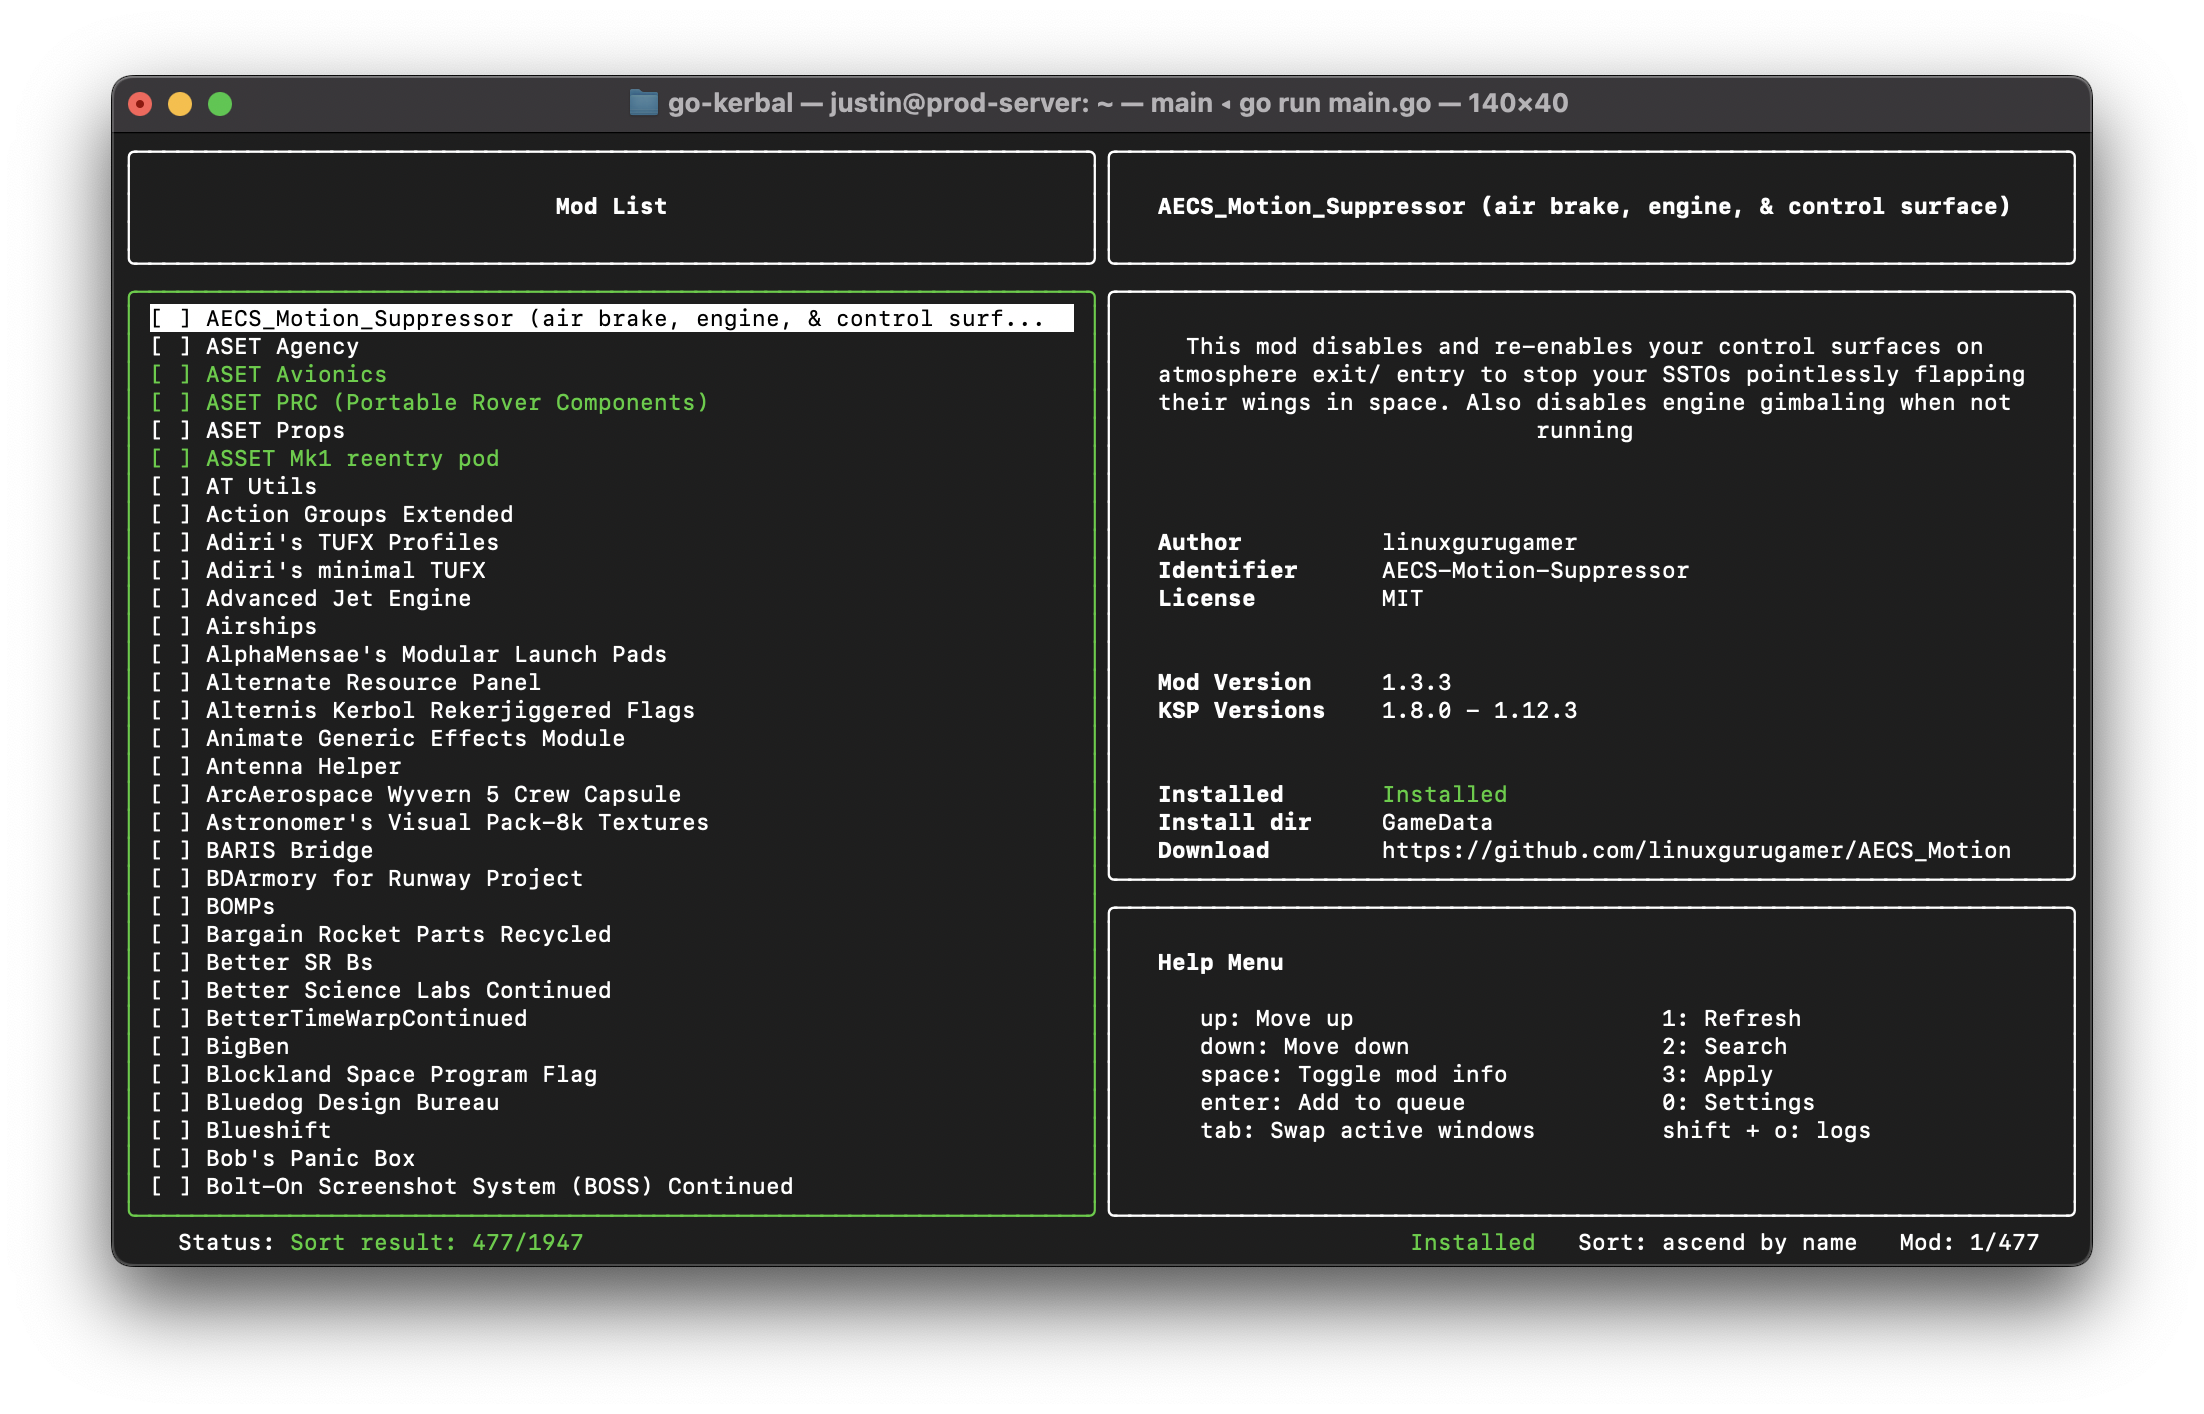 go-kerbal — justin@prod-server: ~ — main ◂ go run main.go — 140×40
Mod List
[ ] AECS_Motion_Suppressor (air brake, engine, & control surf...
[ ] ASET Agency
[ ] ASET Avionics
[ ] ASET PRC (Portable Rover Components)
[ ] ASET Props
[ ] ASSET Mk1 reentry pod
[ ] AT Utils
[ ] Action Groups Extended
[ ] Adiri's TUFX Profiles
[ ] Adiri's minimal TUFX
[ ] Advanced Jet Engine
[ ] Airships
[ ] AlphaMensae's Modular Launch Pads
[ ] Alternate Resource Panel
[ ] Alternis Kerbol Rekerjiggered Flags
[ ] Animate Generic Effects Module
[ ] Antenna Helper
[ ] ArcAerospace Wyvern 5 Crew Capsule
[ ] Astronomer's Visual Pack-8k Textures
[ ] BARIS Bridge
[ ] BDArmory for Runway Project
[ ] BOMPs
[ ] Bargain Rocket Parts Recycled
[ ] Better SR Bs
[ ] Better Science Labs Continued
[ ] BetterTimeWarpContinued
[ ] BigBen
[ ] Blockland Space Program Flag
[ ] Bluedog Design Bureau
[ ] Blueshift
[ ] Bob's Panic Box
[ ] Bolt-On Screenshot System (BOSS) Continued
AECS_Motion_Suppressor (air brake, engine, & control surface)
This mod disables and re-enables your control surfaces on
atmosphere exit/ entry to stop your SSTOs pointlessly flapping
their wings in space. Also disables engine gimbaling when not
running
Author linuxgurugamer
Identifier AECS-Motion-Suppressor
License MIT
Mod Version 1.3.3
KSP Versions 1.8.0 - 1.12.3
Installed Installed
Install dir GameData
Download https://github.com/linuxgurugamer/AECS_Motion
Help Menu
up: Move up 1: Refresh
down: Move down 2: Search
space: Toggle mod info 3: Apply
enter: Add to queue 0: Settings
tab: Swap active windows shift + o: logs
Status: Sort result: 477/1947 Installed Sort: ascend by name Mod: 1/477